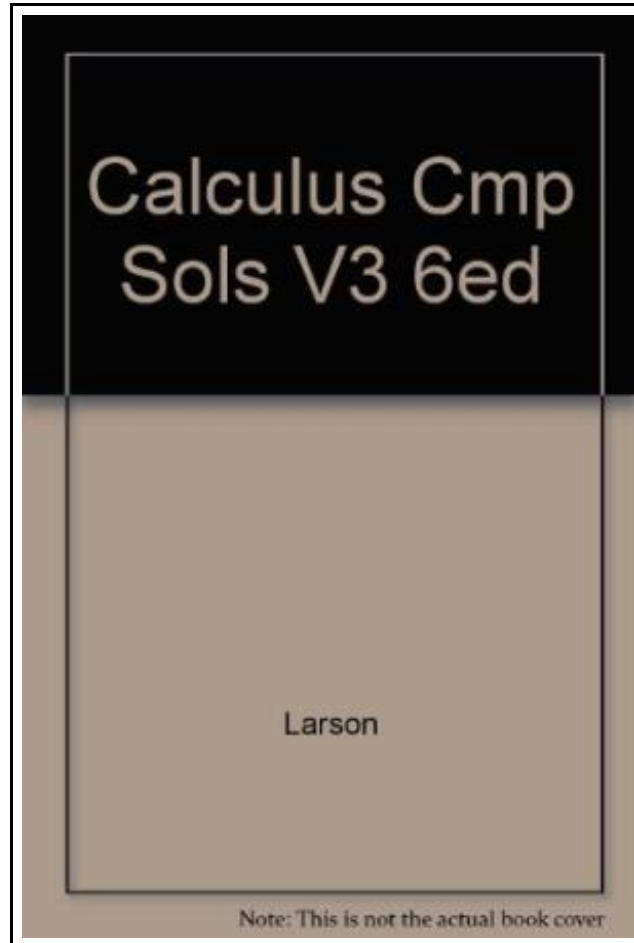 Calculus Cmp
Sols V3 6ed
Larson
Note: This is not the actual book cover